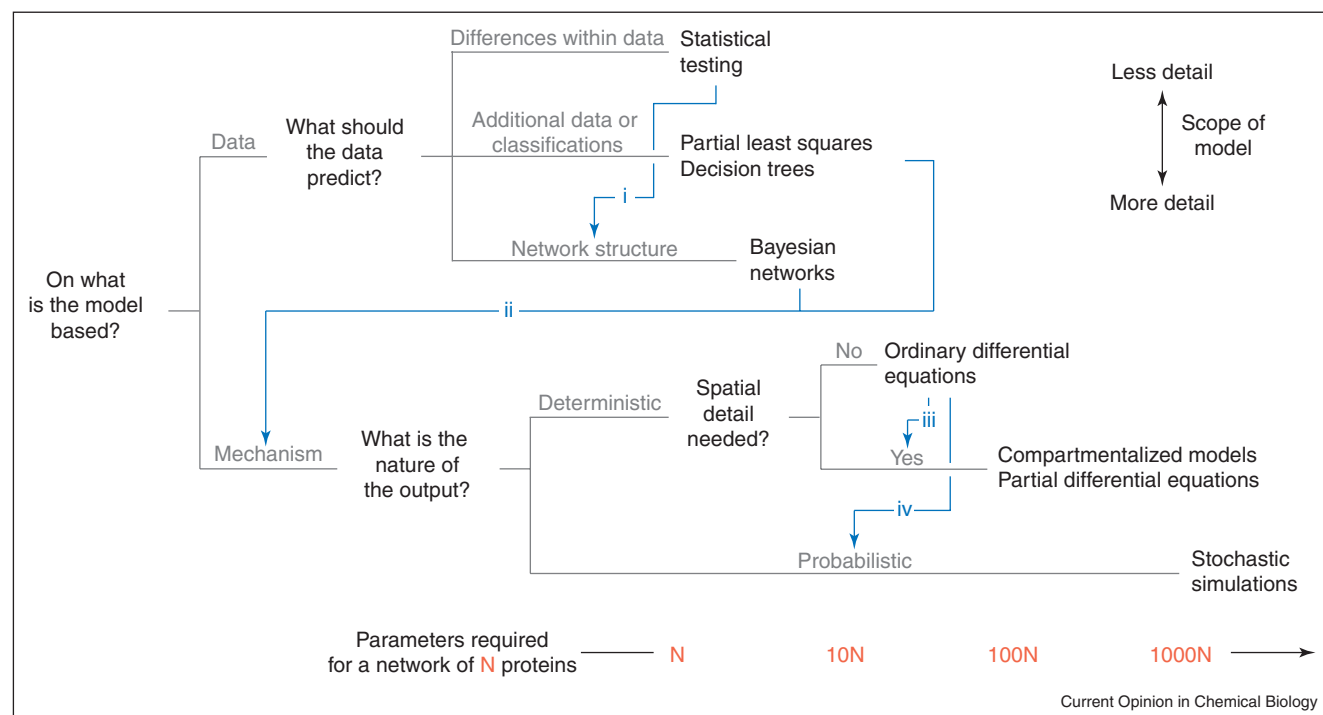 Differences within data
Statistical
testing
Less detail
Scope of
model
More detail
Data
What should
the data
predict?
Additional data or
classifications
Partial least squares
Decision trees
i
Network structure
Bayesian
networks
On what
is the model
based?
ii
No
Ordinary differential
equations
Deterministic
Spatial
detail
needed?
iii
Mechanism
What is the
nature of
the output?
Yes
Compartmentalized models
Partial differential equations
iv
Probabilistic
Stochastic
simulations
Parameters required
for a network of N proteins
N 10N 100N 1000N
Current Opinion in Chemical Biology